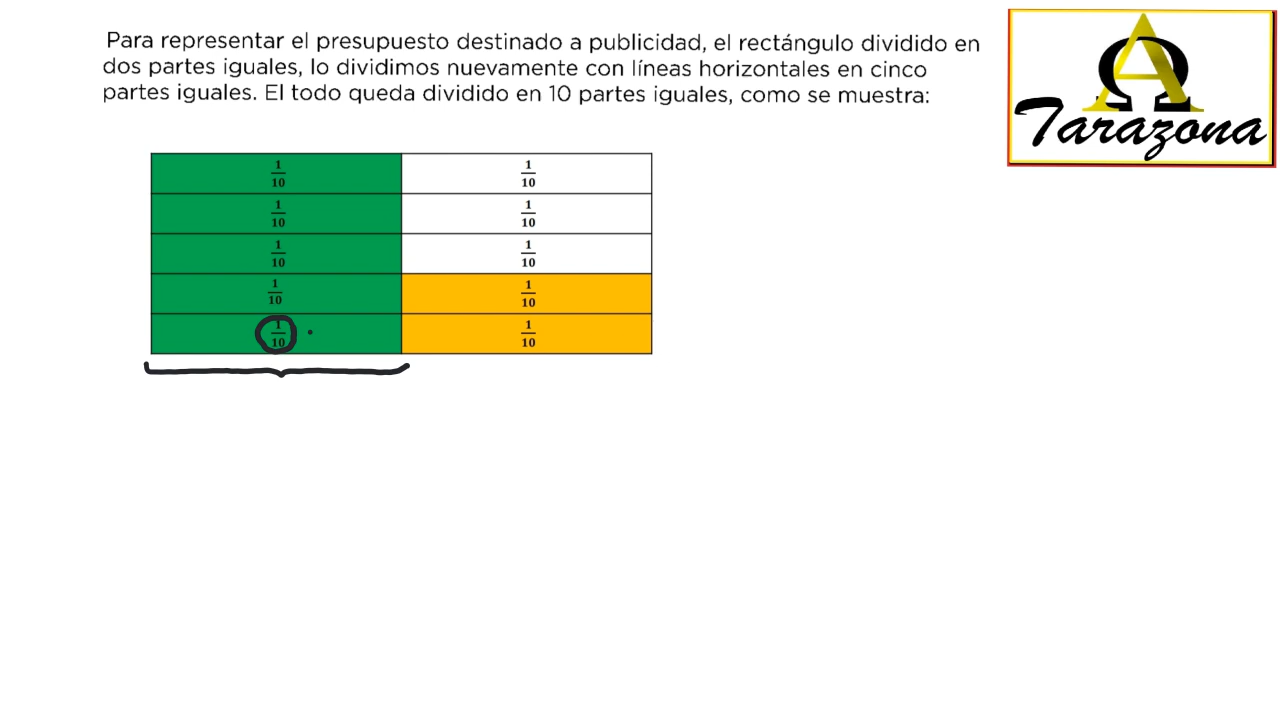 Para representar el presupuesto destinado a publicidad, el rectángulo dividido en
dos partes iguales, lo dividimos nuevamente con líneas horizontales en cinco
partes iguales. El todo queda dividido en 10 partes iguales, como se muestra:
Tarazona
1/10 1/10
1/10 1/10
1/10 1/10
1/10 1/10
1/10 1/10